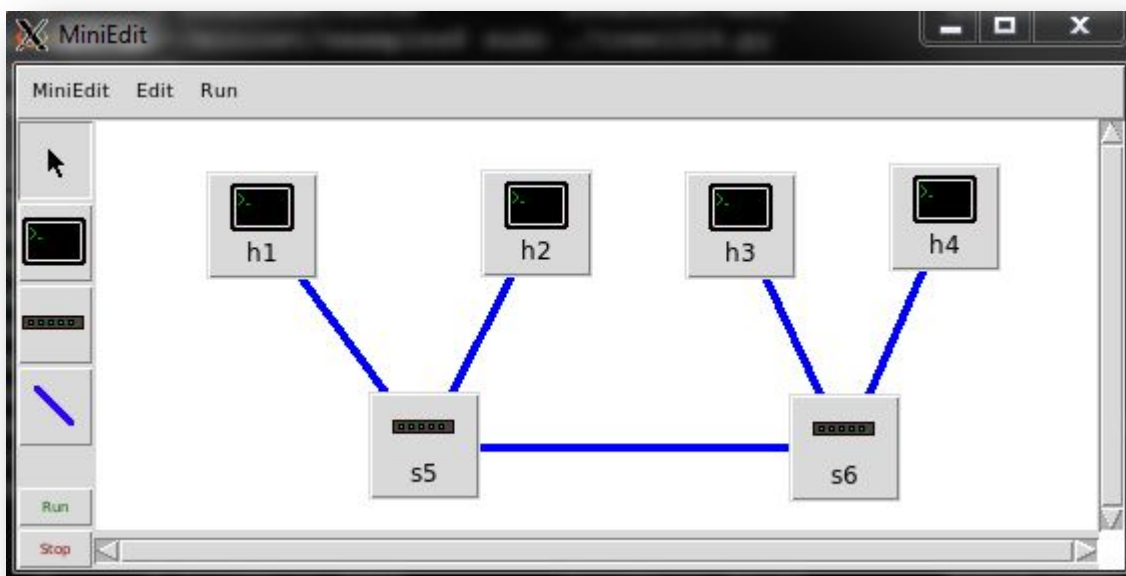 MiniEdit
MiniEdit Edit Run
h1 h2 h3 h4
s5 s6
Run
Stop